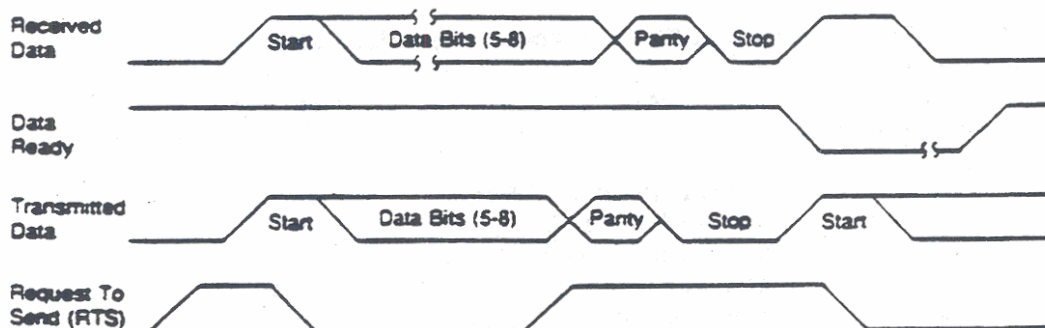 Received
Data
Start
Data Bits (5-8)
Parity
Stop
Data
Ready
Transmitted
Data
Start
Data Bits (5-8)
Parity
Stop
Start
Request To
Send (RTS)